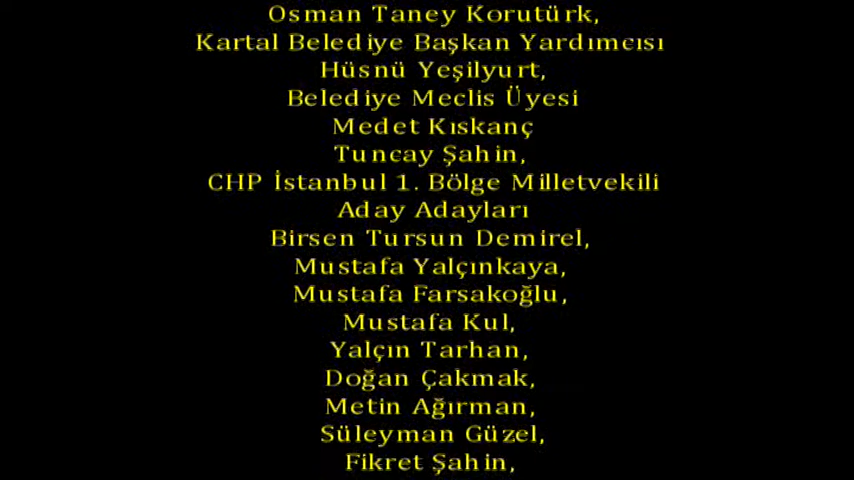 Osman Taney Korutürk,
Kartal Belediye Başkan Yardımcısı
Hüsnü Yeşilyurt,
Belediye Meclis Üyesi
Medet Kıskanç
Tuncay Şahin,
CHP İstanbul 1. Bölge Milletvekili
Aday Adayları
Birsen Tursun Demirel,
Mustafa Yalçınkaya,
Mustafa Farsakoğlu,
Mustafa Kul,
Yalçın Tarhan,
Doğan Çakmak,
Metin Ağırman,
Süleyman Güzel,
Fikret Şahin,